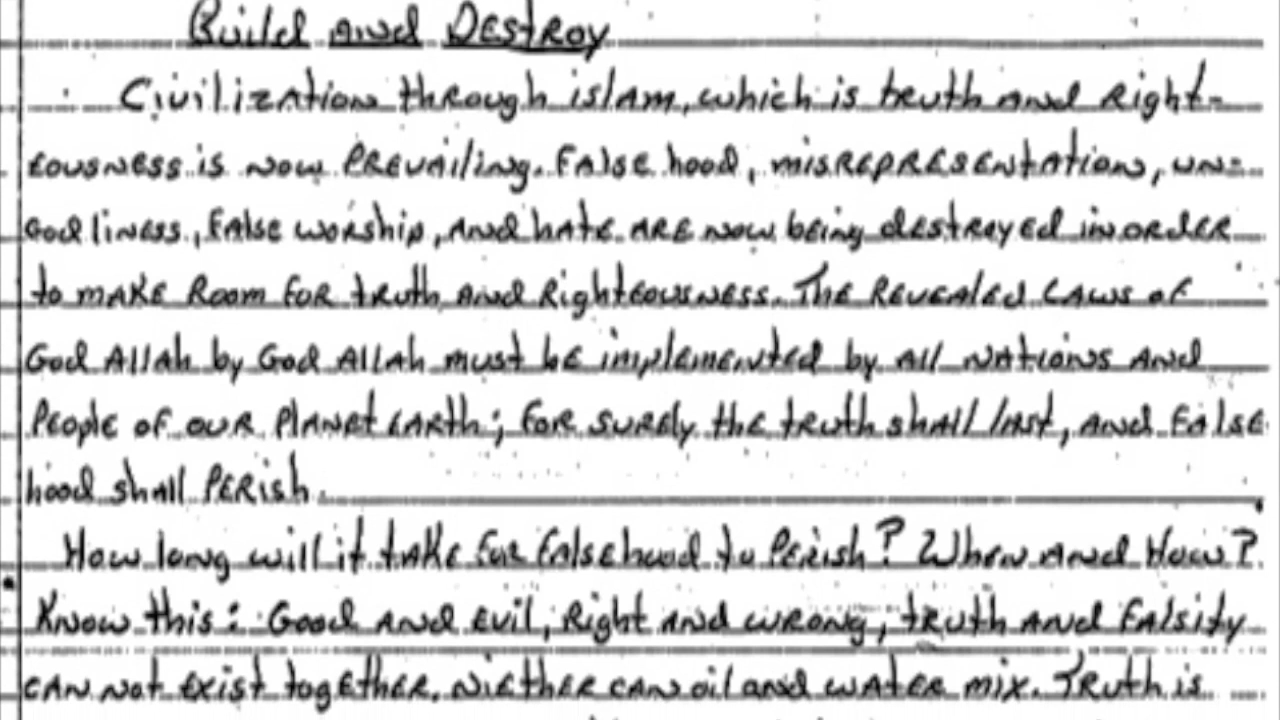 Build and Destroy
Civilization through islam, which is truth and Right-
eousness is now Prevailing. Falsehood, misrepresentation, un-
Godliness, False worship, and hate are now being destroyed in order
to make Room for truth and Righteousness. The Revealed Laws of
God Allah by God Allah must be implemented by all nations and
People of our Planet earth; for surely the truth shall last, and False
hood shall Perish.
How long will it take for falsehood to Perish? When and How?
Know this: Good and evil, Right and wrong, truth and Falsity
can not exist together. Niether can oil and water mix. Truth is